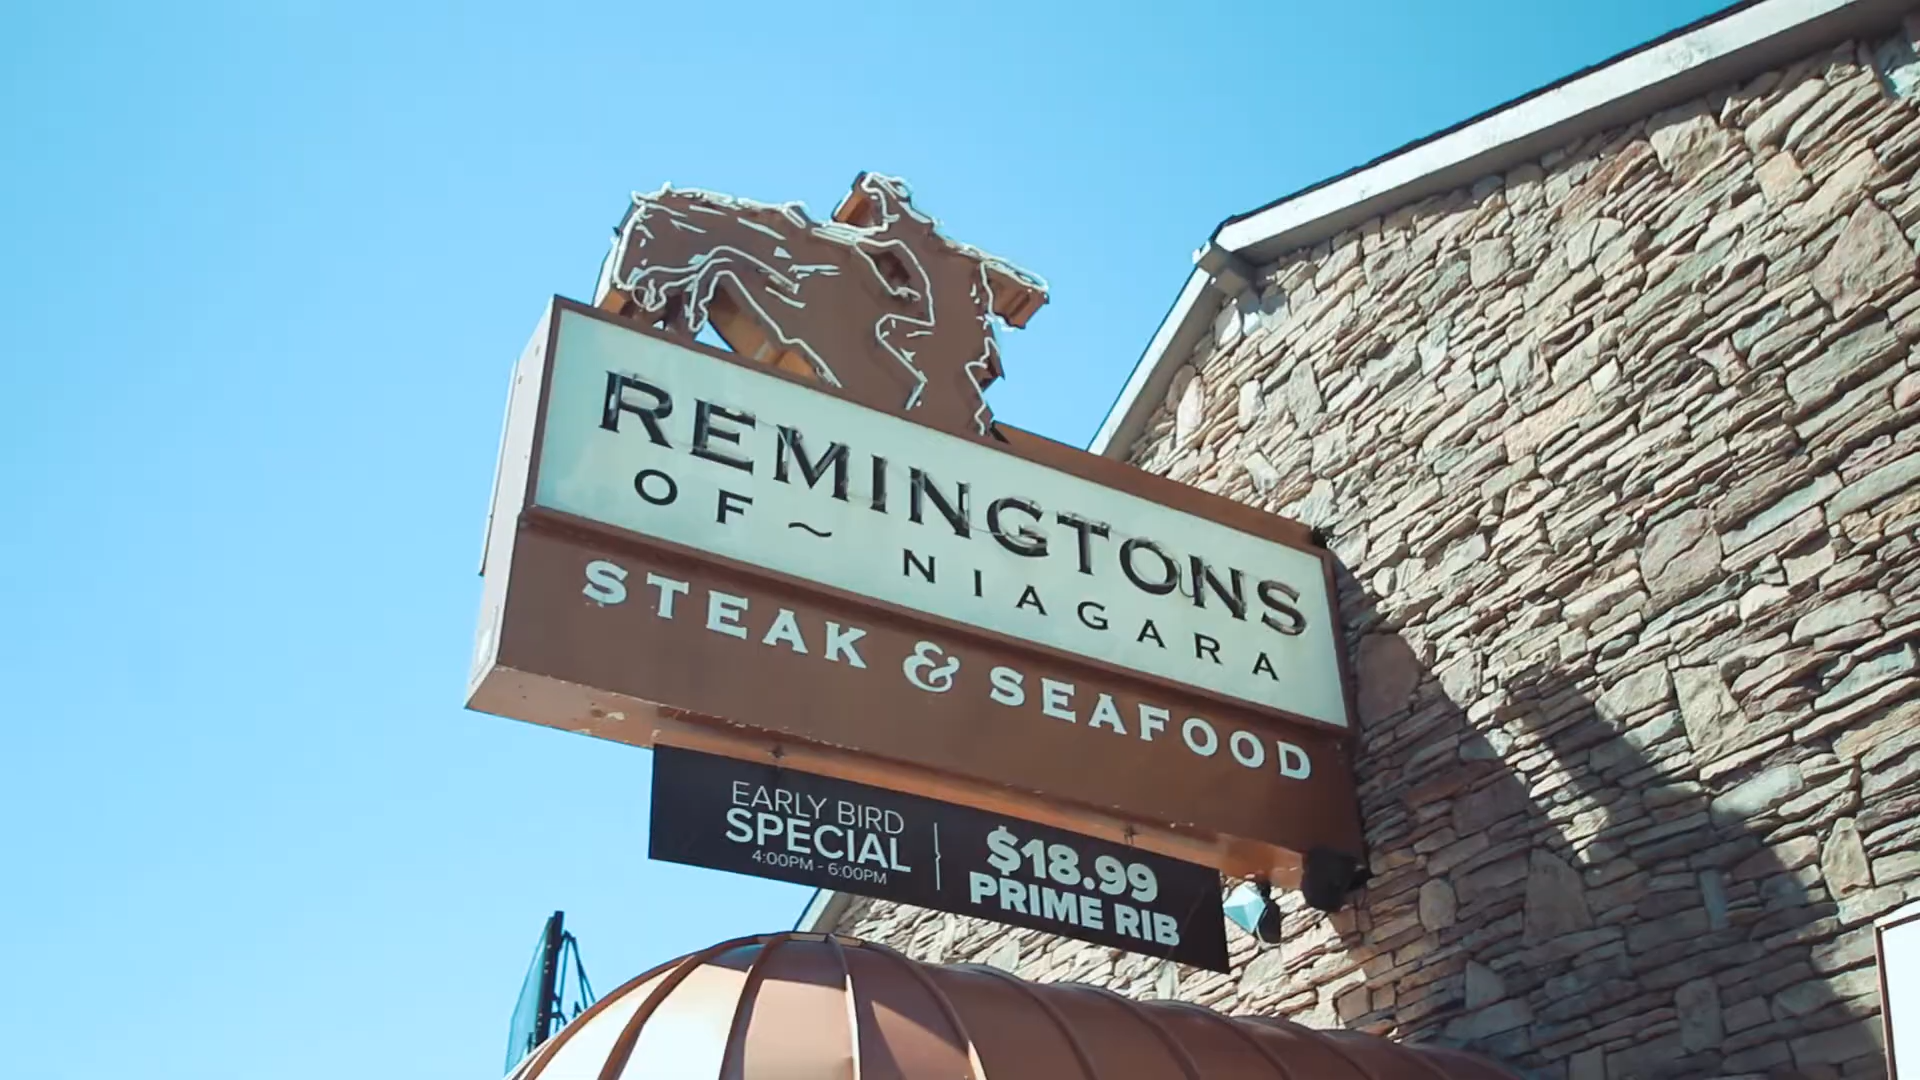 REMINGTONS
OF ~ NIAGARA
STEAK & SEAFOOD
EARLY BIRD
SPECIAL
4:00PM - 6:00PM
$18.99
PRIME RIB